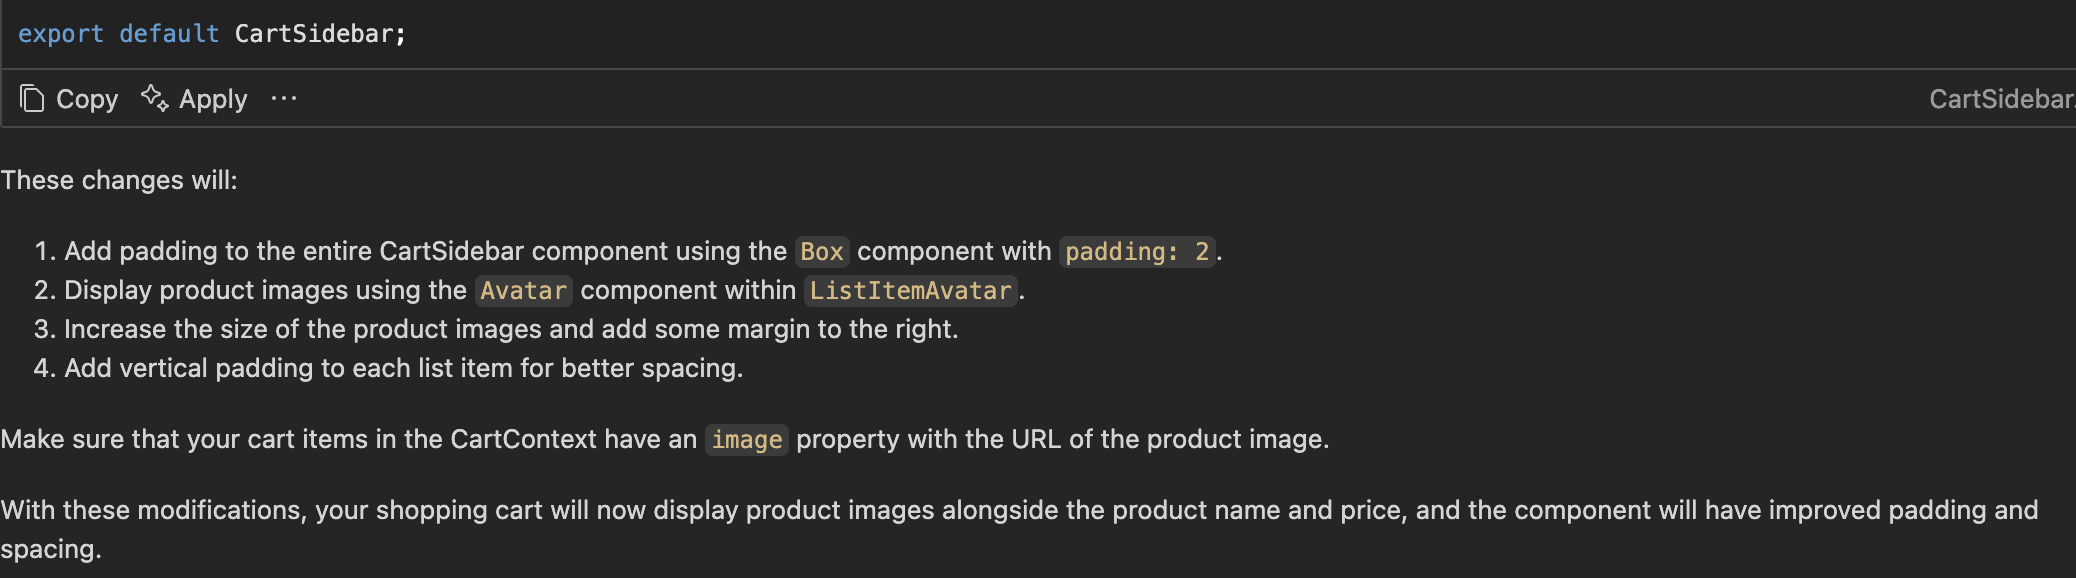 export default CartSidebar;
Copy Apply ...
CartSidebar.
These changes will:
1. Add padding to the entire CartSidebar component using the Box component with padding: 2.
2. Display product images using the Avatar component within ListItemAvatar.
3. Increase the size of the product images and add some margin to the right.
4. Add vertical padding to each list item for better spacing.
Make sure that your cart items in the CartContext have an image property with the URL of the product image.
With these modifications, your shopping cart will now display product images alongside the product name and price, and the component will have improved padding and
spacing.